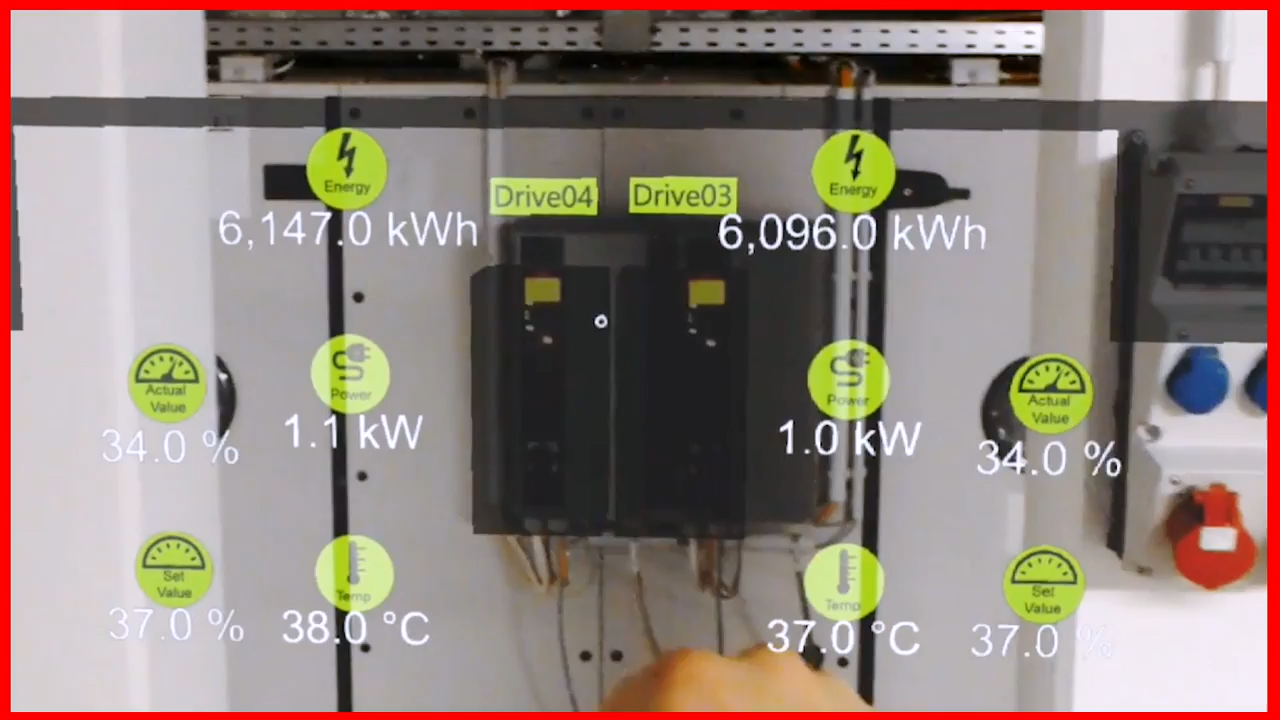 Energy
6,147.0 kWh
Drive04
Drive03
Energy
6,096.0 kWh
Actual
Value
34.0 %
Power
1.1 kW
Power
1.0 kW
Actual
Value
34.0 %
Set
Value
37.0 %
Temp
38.0 °C
Temp
37.0 °C
Set
Value
37.0 %